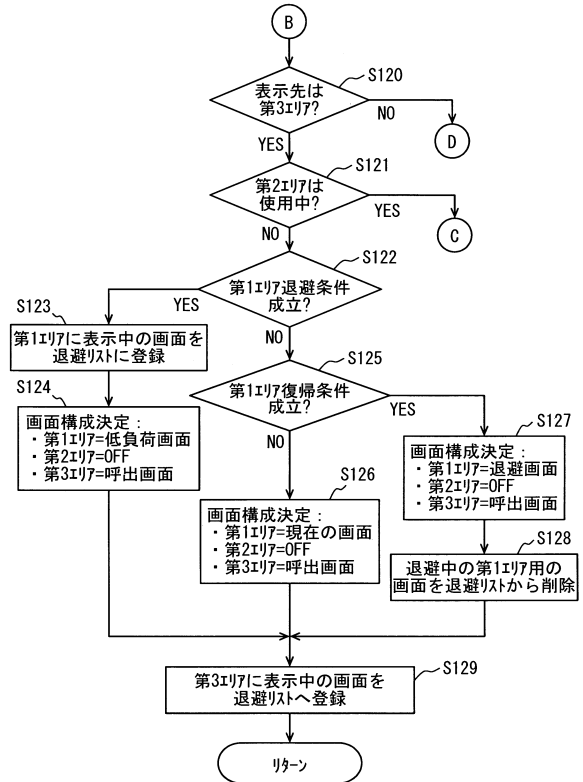 B
S120
表示先は
第3エリア?
NO
D
YES
S121
第2エリアは
使用中?
YES
C
NO
S122
第1エリア退避条件
成立?
YES
NO
S123
第1エリアに表示中の画面を
退避リストに登録
S124
画面構成決定:
・第1エリア=低負荷画面
・第2エリア=OFF
・第3エリア=呼出画面
S125
第1エリア復帰条件
成立?
YES
NO
S126
画面構成決定:
・第1エリア=現在の画面
・第2エリア=OFF
・第3エリア=呼出画面
S127
画面構成決定:
・第1エリア=退避画面
・第2エリア=OFF
・第3エリア=呼出画面
S128
退避中の第1エリア用の
画面を退避リストから削除
S129
第3エリアに表示中の画面を
退避リストへ登録
リターン